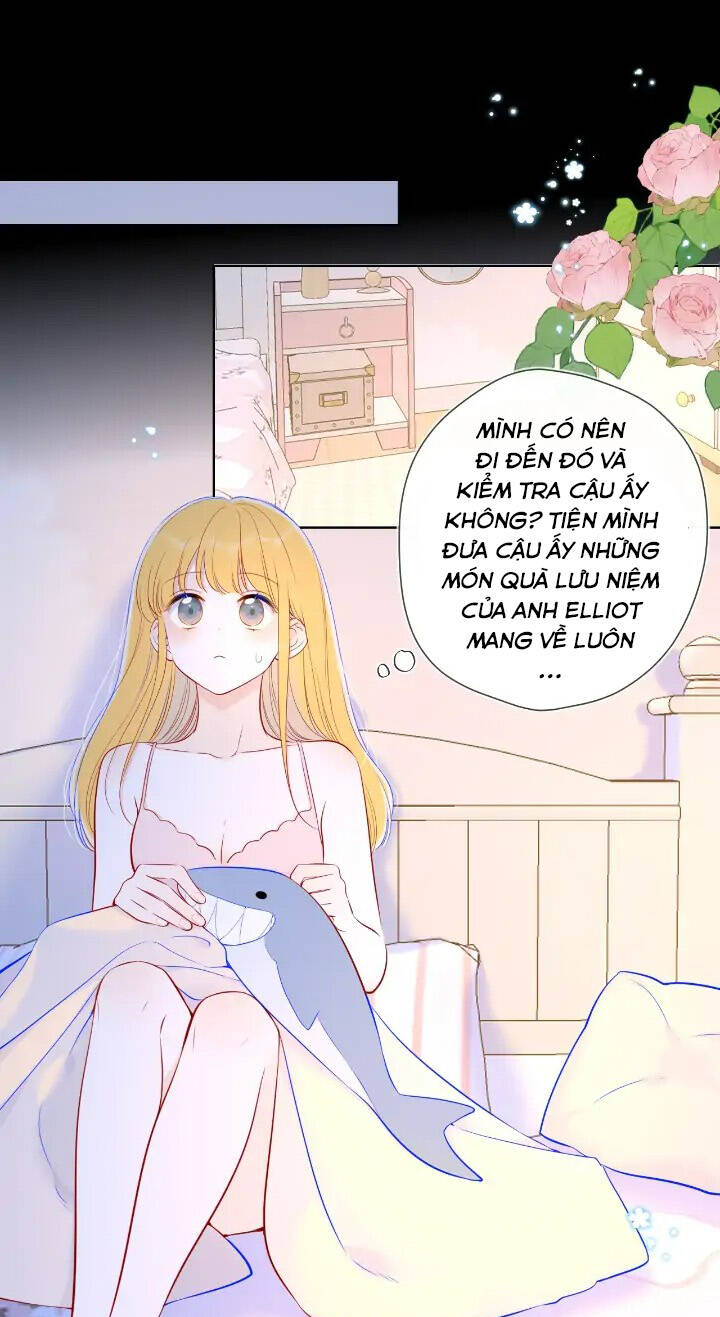 MÌNH CÓ NÊN
ĐI ĐẾN ĐÓ VÀ
KIỂM TRA CẬU ẤY
KHÔNG? TIỆN MÌNH
ĐƯA CẬU ẤY NHỮNG
MÓN QUÀ LƯU NIỆM
CỦA ANH ELLIOT
MANG VỀ LUÔN
...